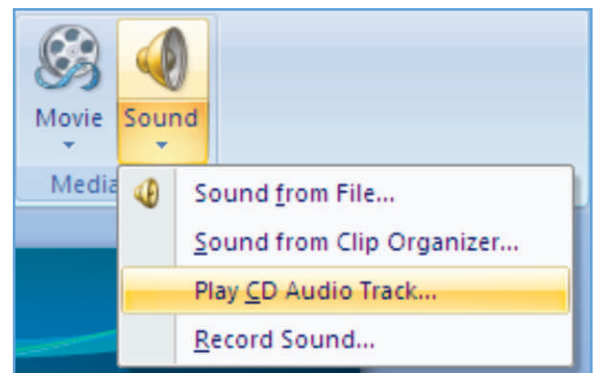 Movie Sound
Media
Sound from File...
Sound from Clip Organizer...
Play CD Audio Track...
Record Sound...